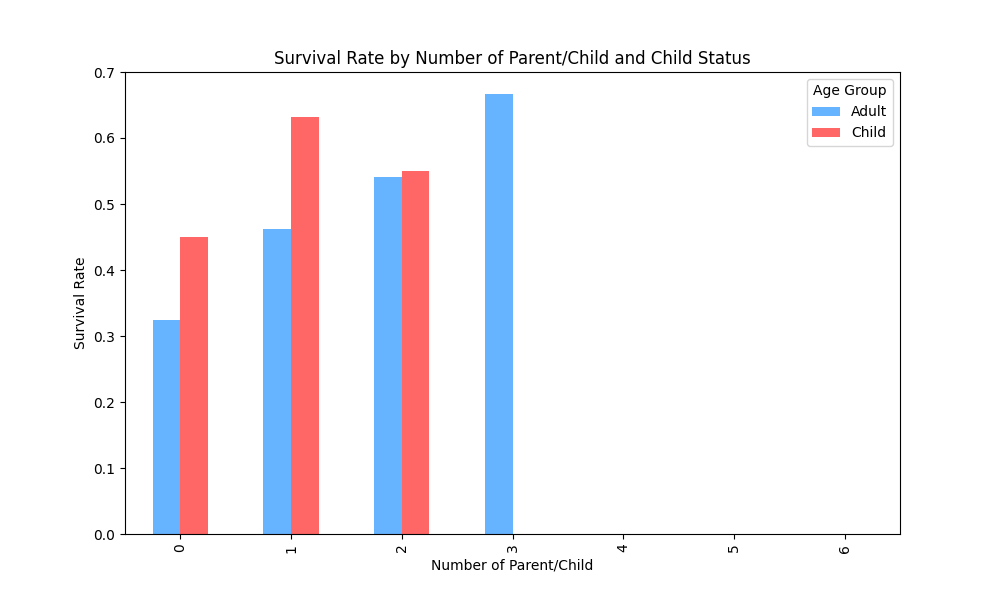 Survival Rate by Number of Parent/Child and Child Status
Age Group
Adult
Child
0.7
0.6
0.5
0.4
0.3
0.2
0.1
0.0
Survival Rate
0
1
2
3
4
5
6
Number of Parent/Child